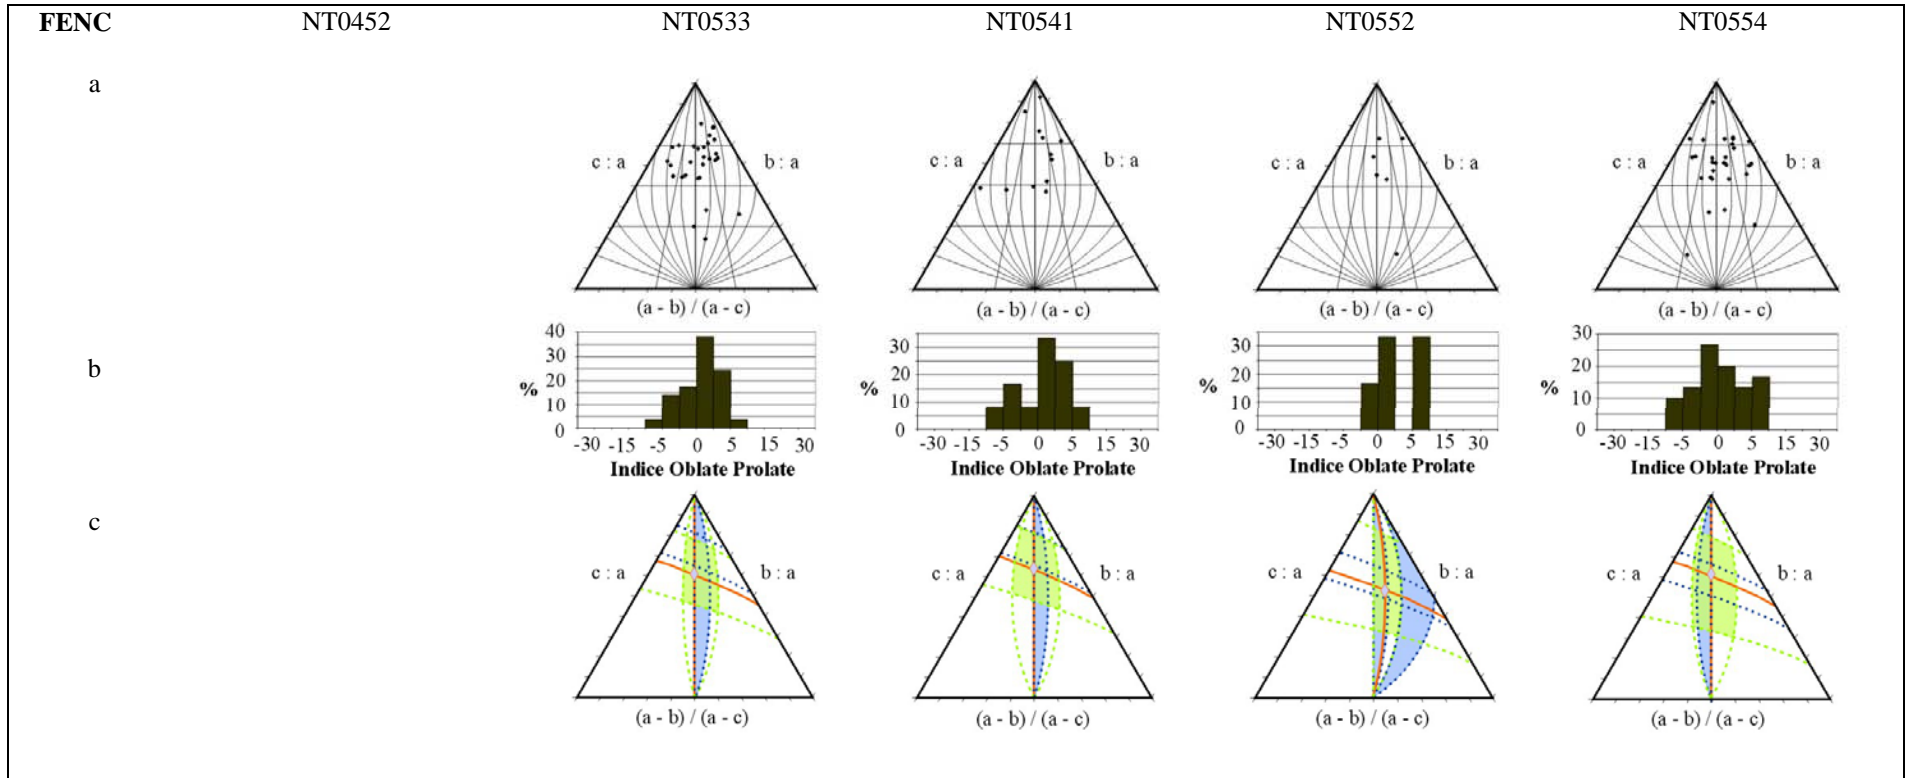 FENC NT0452 NT0533 NT0541 NT0552 NT0554
a
c : a b : a c : a b : a c : a b : a c : a b : a
(a - b) / (a - c) (a - b) / (a - c) (a - b) / (a - c) (a - b) / (a - c)
b
40
30
20
10
0
%
-30 -15 -5 0 5 15 30
Indice Oblate Prolate
30
20
10
0
%
-30 -15 -5 0 5 15 30
Indice Oblate Prolate
30
20
10
0
%
-30 -15 -5 0 5 15 30
Indice Oblate Prolate
30
20
10
0
%
-30 -15 -5 0 5 15 30
Indice Oblate Prolate
c
c : a b : a c : a b : a c : a b : a c : a b : a
(a - b) / (a - c) (a - b) / (a - c) (a - b) / (a - c) (a - b) / (a - c)